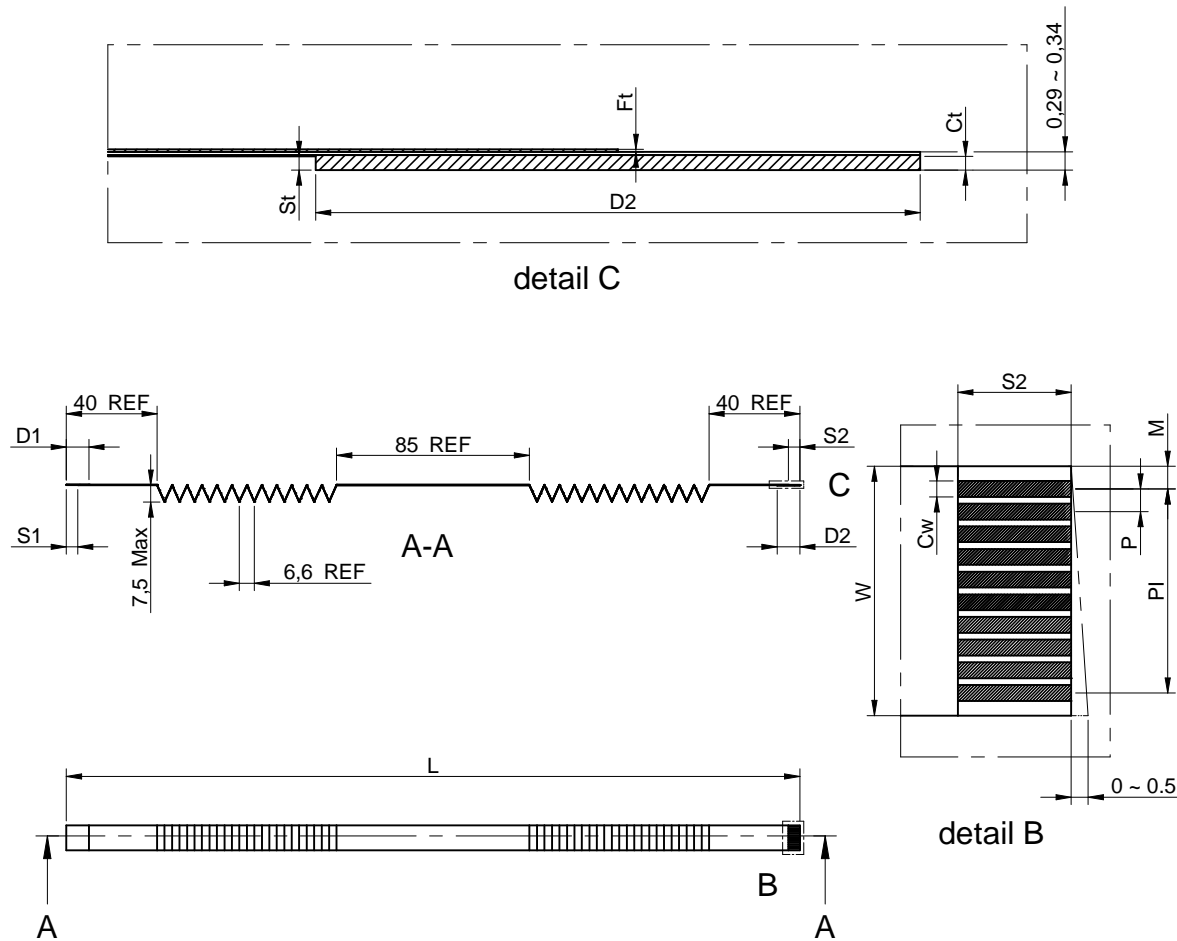 Ft
Ct
0,29 ~ 0,34
St
D2
detail C
40 REF
D1
S1
7,5 Max
6,6 REF
85 REF
A-A
40 REF
S2
C
D2
S2
M
Cw
P
W
Pl
0 ~ 0.5
detail B
L
B
A
A